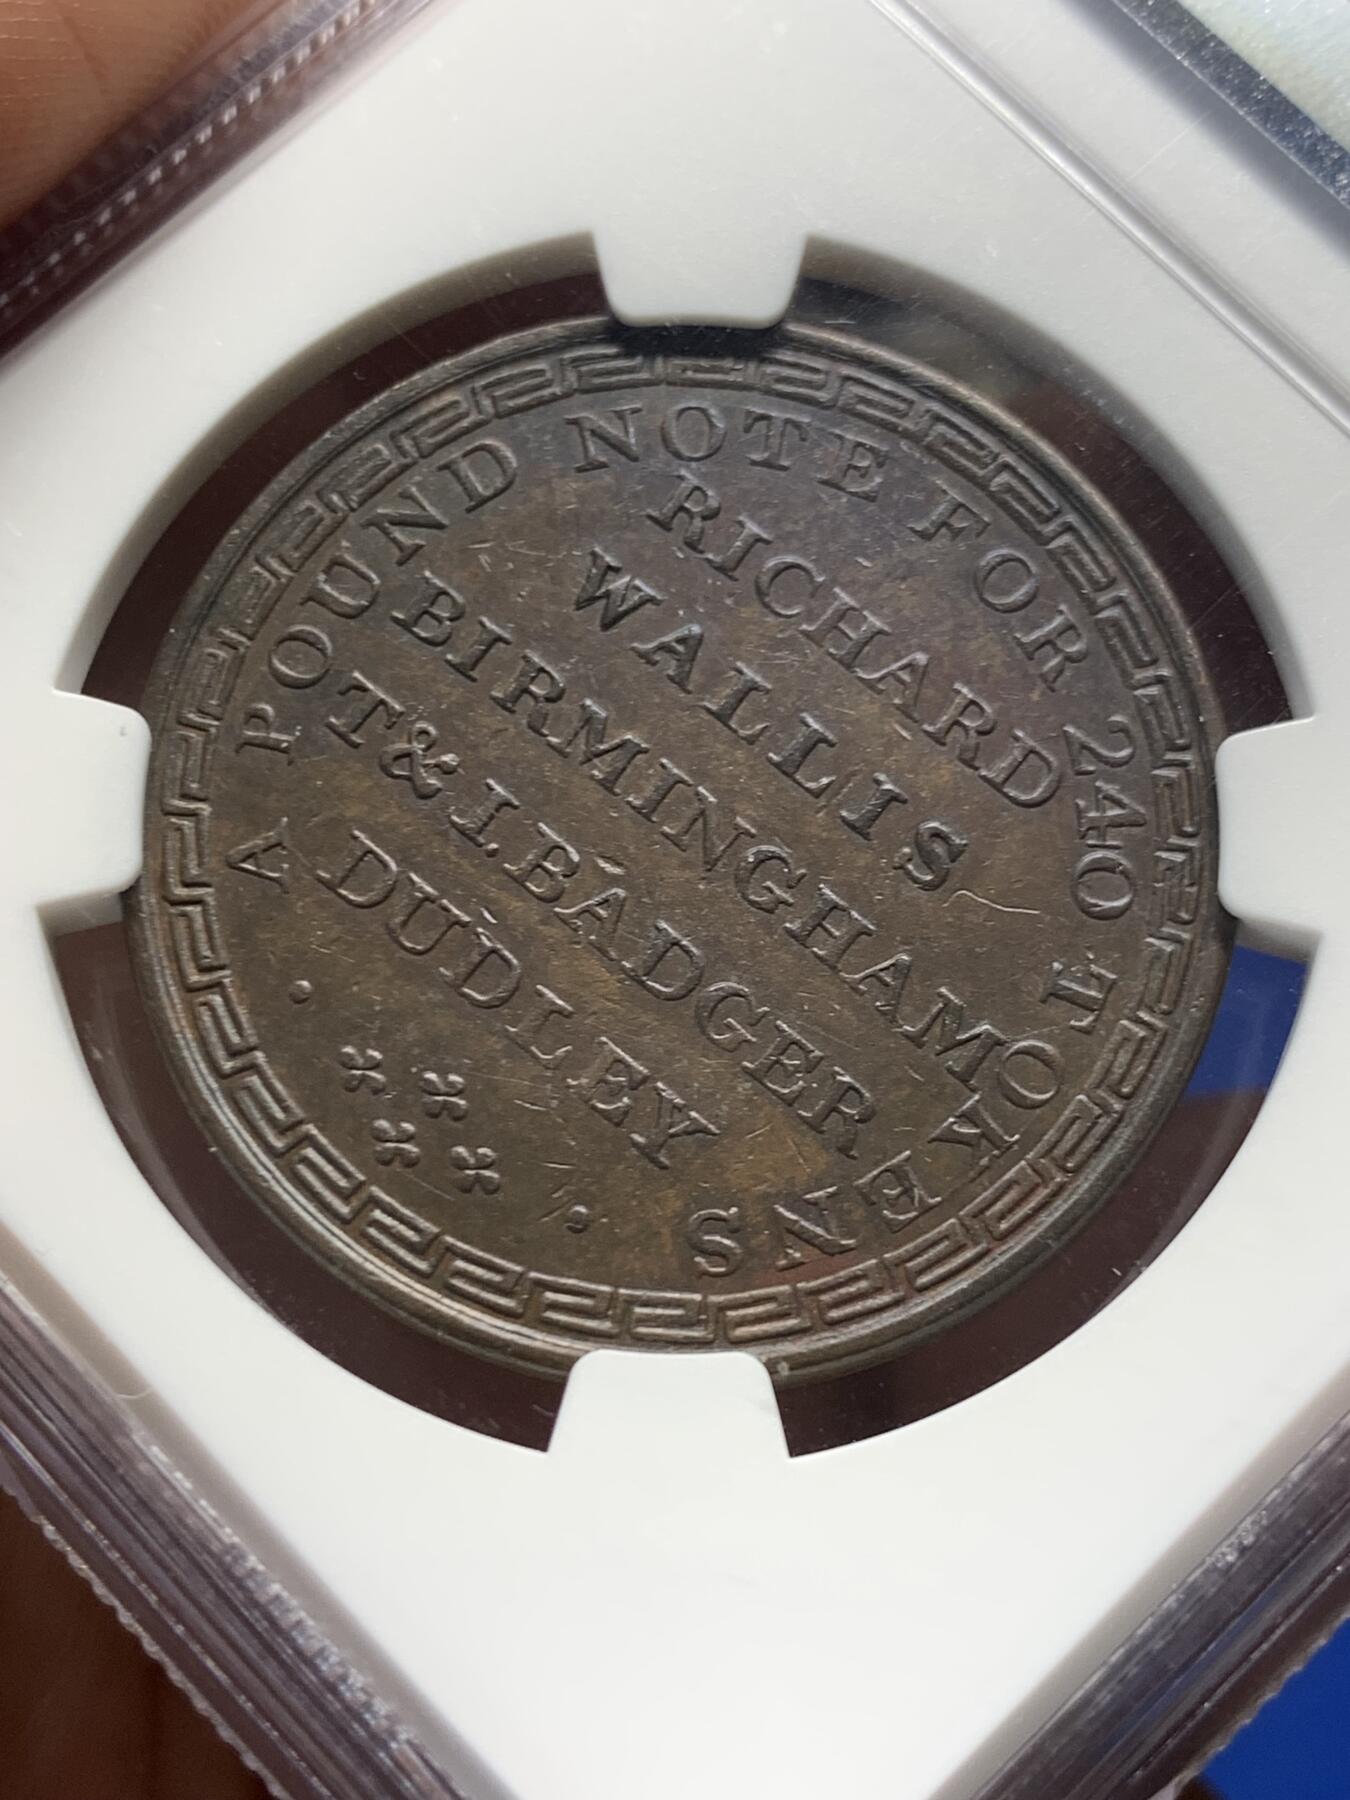 A POUND NOTE FOR 240 TOKENS
RICHARD
WALLIS
BIRMINGHAM
T & I. BADGER
DUDLEY